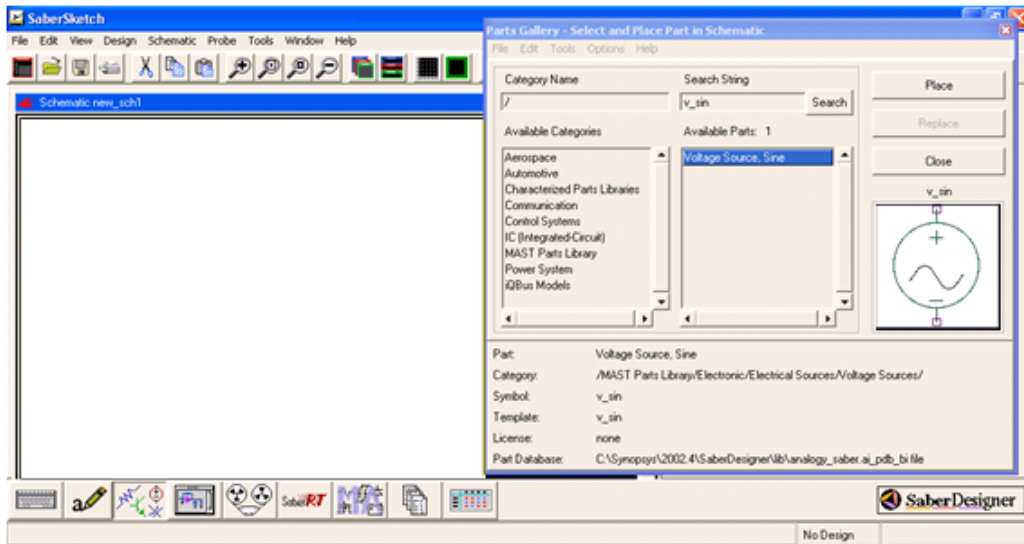 SaberSketch
File Edit View Design Schematic Probe Tools Window Help
Schematic new_sch1
Parts Gallery - Select and Place Part in Schematic
File Edit Tools Options Help
Category Name
/
Search String
v_sin
Search
Available Categories
Aerospace
Automotive
Characterized Parts Libraries
Communication
Control Systems
IC (Integrated-Circuit)
MAST Parts Library
Power System
iQBus Models
Available Parts: 1
Voltage Source, Sine
Place
Replace
Close
v_sin
Part: Voltage Source, Sine
Category: /MAST Parts Library/Electronic/Electrical Sources/Voltage Sources/
Symbol: v_sin
Template: v_sin
License: none
Part Database: C:\Synopsys\2002.4\SaberDesigner\lib\analogy_saber.ai_pdb_bi file
a
SaberRT
SaberDesigner
No Design